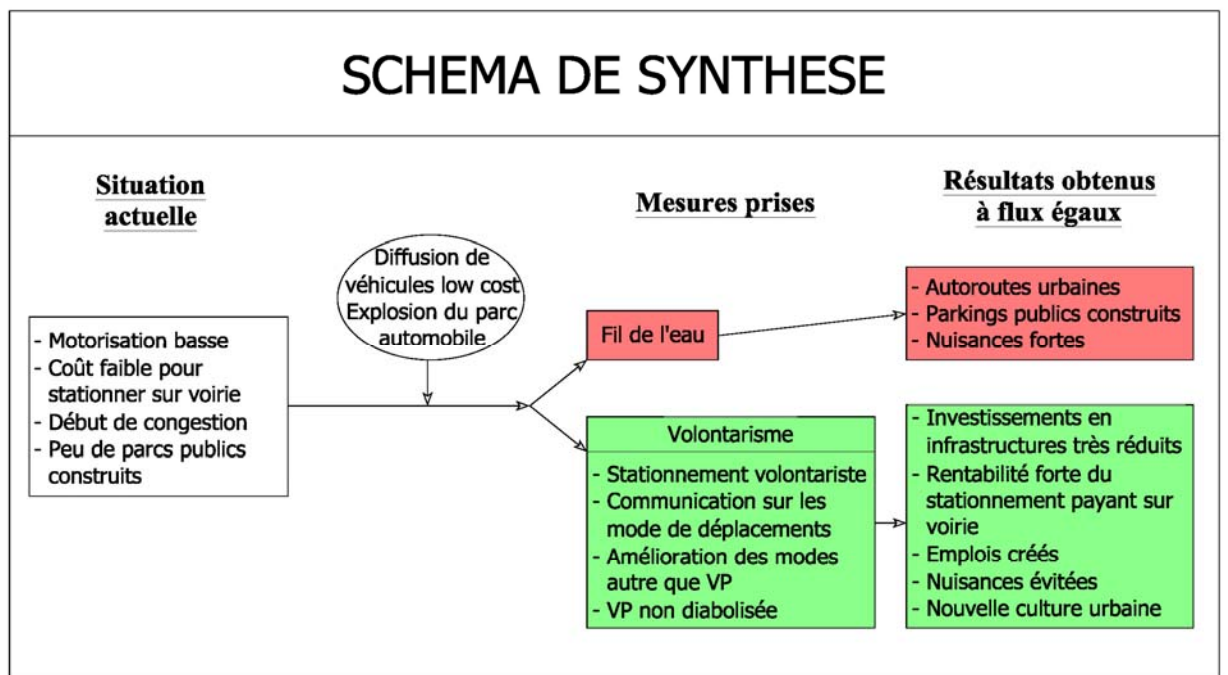 SCHEMA DE SYNTHESE
Situation
actuelle
Mesures prises
Résultats obtenus
à flux égaux
- Motorisation basse
- Coût faible pour
stationner sur voirie
- Début de congestion
- Peu de parcs publics
construits
Diffusion de
véhicules low cost
Explosion du parc
automobile
Fil de l'eau
- Autoroutes urbaines
- Parkings publics construits
- Nuisances fortes
Volontarisme
- Stationnement volontariste
- Communication sur les
mode de déplacements
- Amélioration des modes
autre que VP
- VP non diabolisée
- Investissements en
infrastructures très réduits
- Rentabilité forte du
stationnement payant sur
voirie
- Emplois créés
- Nuisances évitées
- Nouvelle culture urbaine